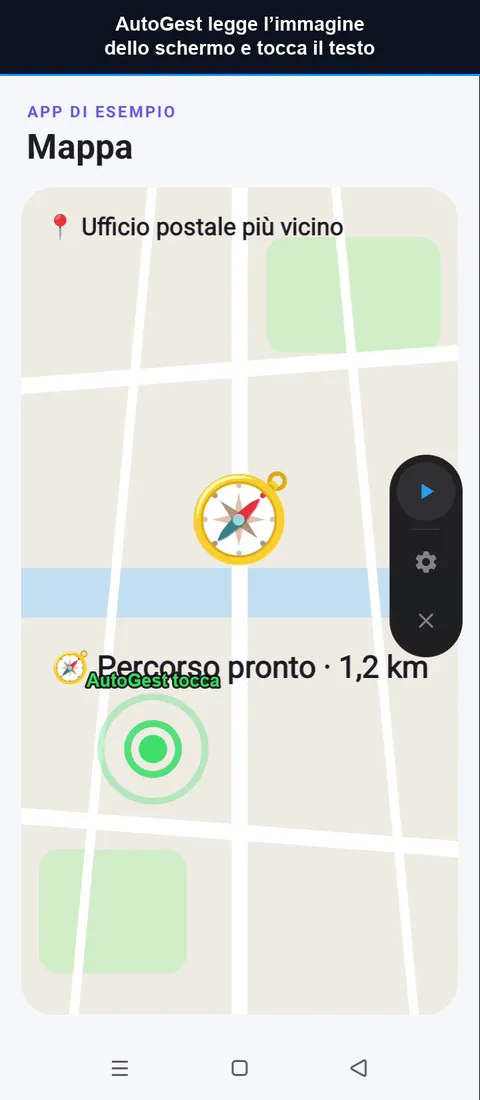 AutoGest legge l’immagine
dello schermo e tocca il testo
APP DI ESEMPIO
Mappa
Ufficio postale più vicino
Percorso pronto · 1,2 km
AutoGest tocca